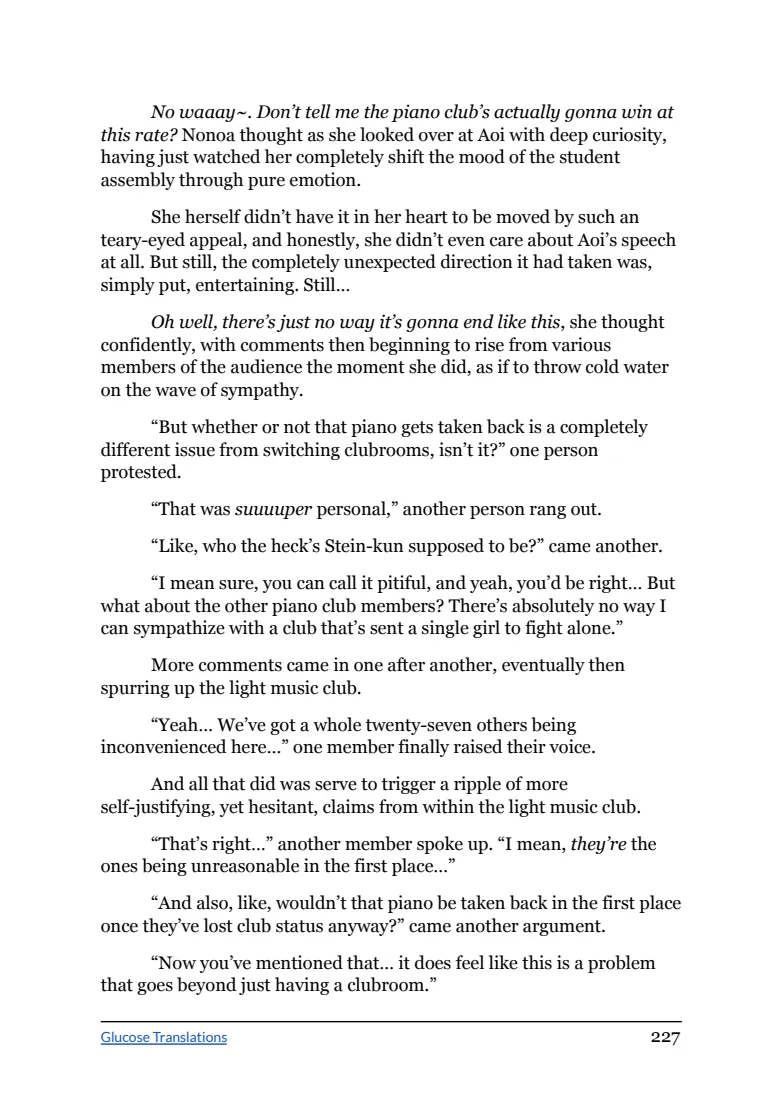 No waaay~. Don’t tell me the piano club’s actually gonna win at
this rate? Nonoa thought as she looked over at Aoi with deep curiosity,
having just watched her completely shift the mood of the student
assembly through pure emotion.
She herself didn’t have it in her heart to be moved by such an
teary-eyed appeal, and honestly, she didn’t even care about Aoi’s speech
at all. But still, the completely unexpected direction it had taken was,
simply put, entertaining. Still…
Oh well, there’s just no way it’s gonna end like this, she thought
confidently, with comments then beginning to rise from various
members of the audience the moment she did, as if to throw cold water
on the wave of sympathy.
“But whether or not that piano gets taken back is a completely
different issue from switching clubrooms, isn’t it?” one person
protested.
“That was suuuuper personal,” another person rang out.
“Like, who the heck’s Stein-kun supposed to be?” came another.
“I mean sure, you can call it pitiful, and yeah, you’d be right… But
what about the other piano club members? There’s absolutely no way I
can sympathize with a club that’s sent a single girl to fight alone.”
More comments came in one after another, eventually then
spurring up the light music club.
“Yeah… We’ve got a whole twenty-seven others being
inconvenienced here…” one member finally raised their voice.
And all that did was serve to trigger a ripple of more
self-justifying, yet hesitant, claims from within the light music club.
“That’s right…” another member spoke up. “I mean, they’re the
ones being unreasonable in the first place…”
“And also, like, wouldn’t that piano be taken back in the first place
once they’ve lost club status anyway?” came another argument.
“Now you’ve mentioned that… it does feel like this is a problem
that goes beyond just having a clubroom.”
Glucose Translations 227